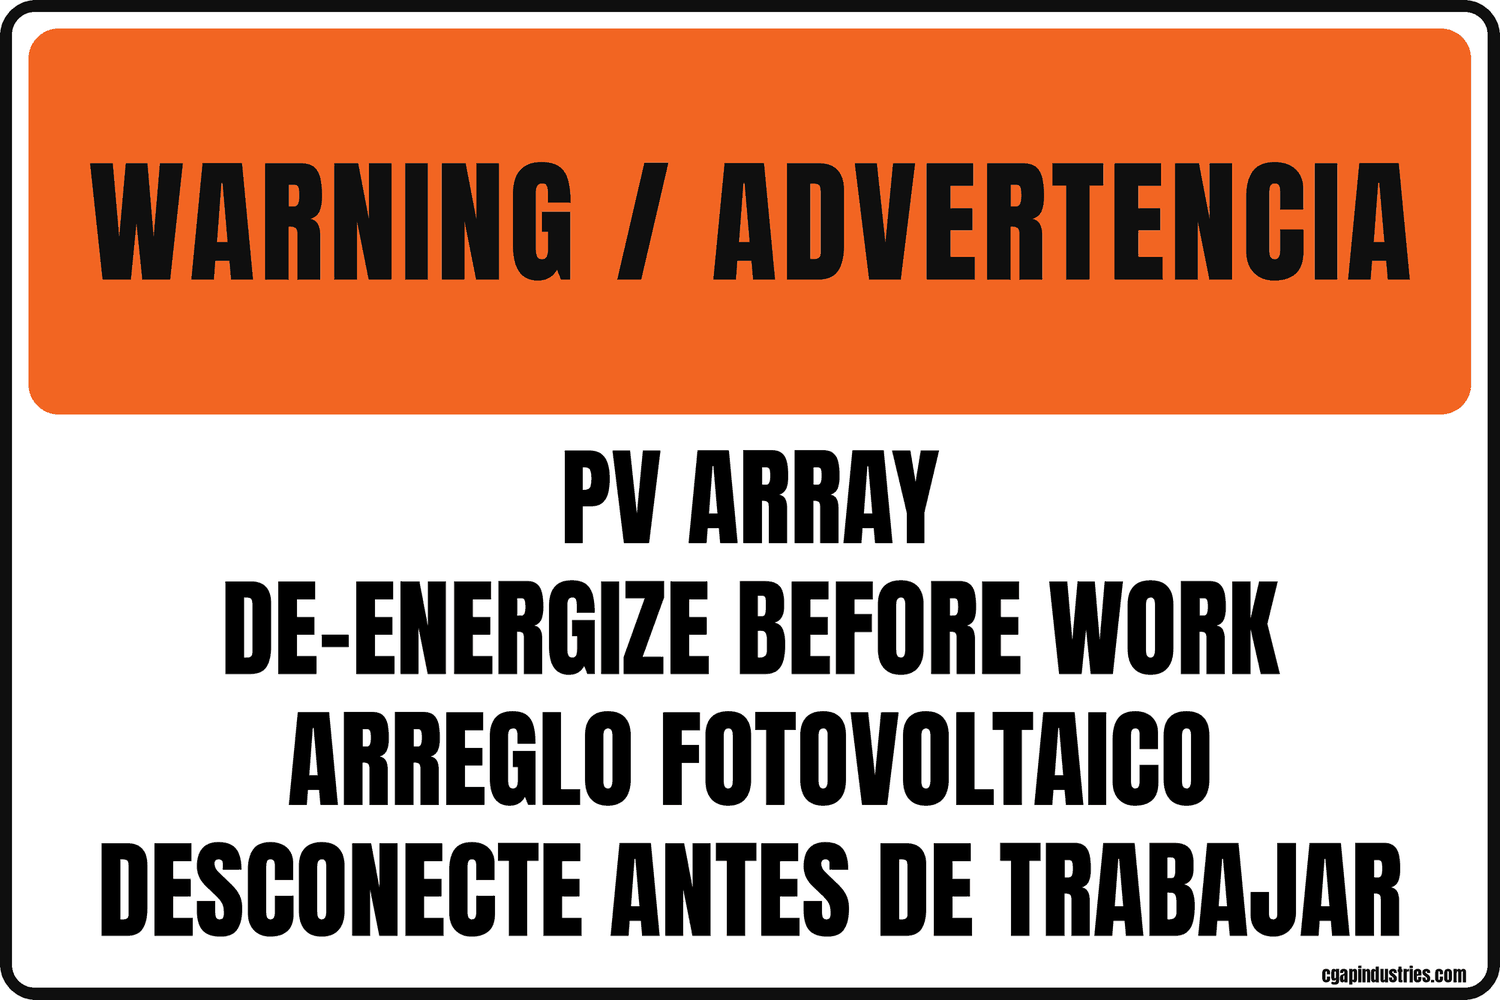 WARNING / ADVERTENCIA
PV ARRAY
DE-ENERGIZE BEFORE WORK
ARREGLO FOTOVOLTAICO
DESCONECTE ANTES DE TRABAJAR
cgapindustries.com